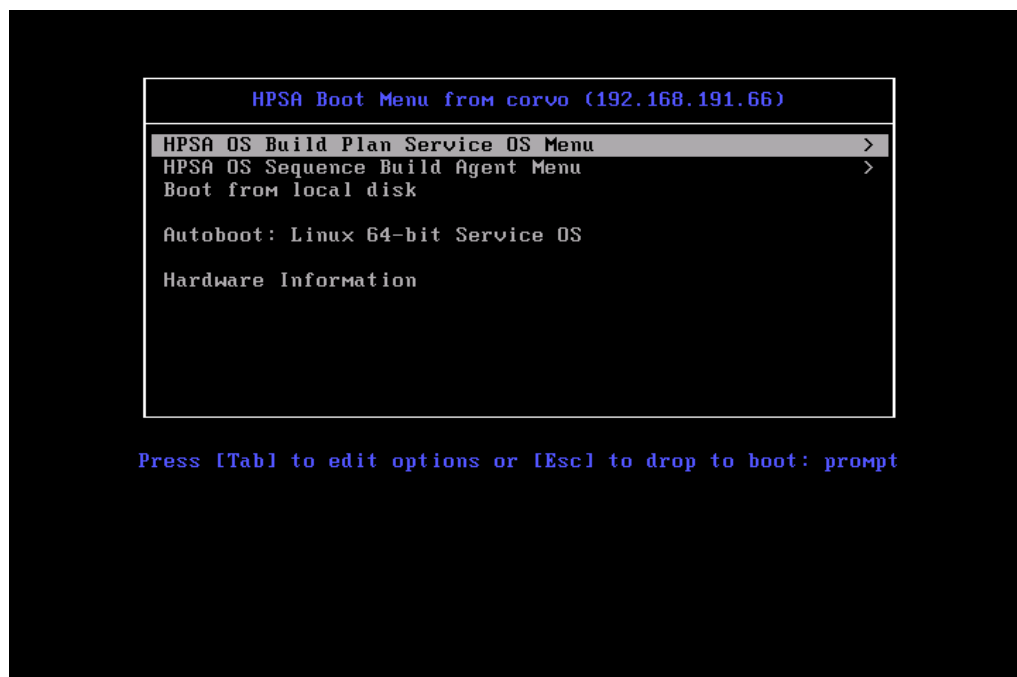 HPSA Boot Menu from corvo (192.168.191.66)
HPSA OS Build Plan Service OS Menu >
HPSA OS Sequence Build Agent Menu >
Boot from local disk
Autoboot: Linux 64-bit Service OS
Hardware Information
Press [Tab] to edit options or [Esc] to drop to boot: prompt